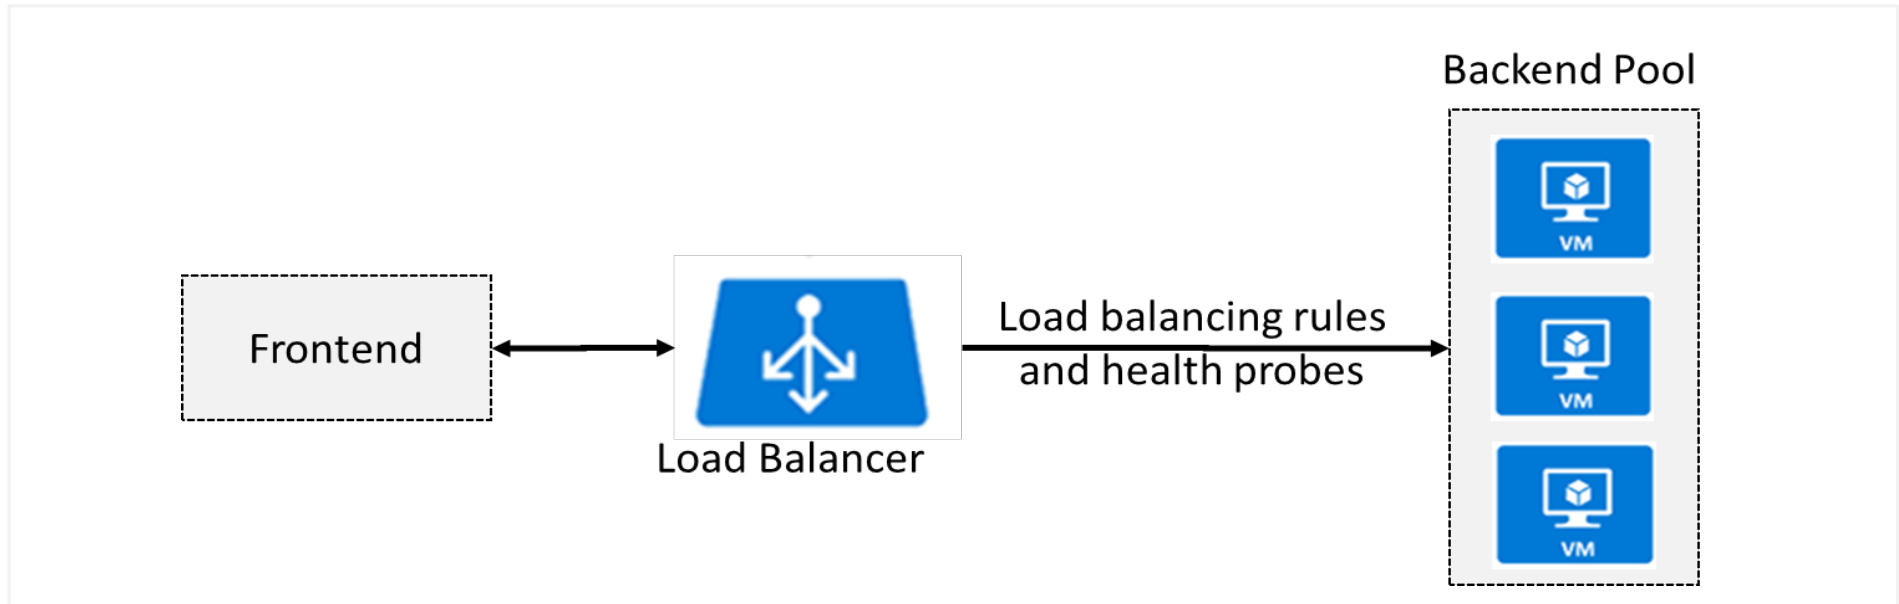 Backend Pool
VM
Frontend
Load balancing rules
and health probes
VM
Load Balancer
VM